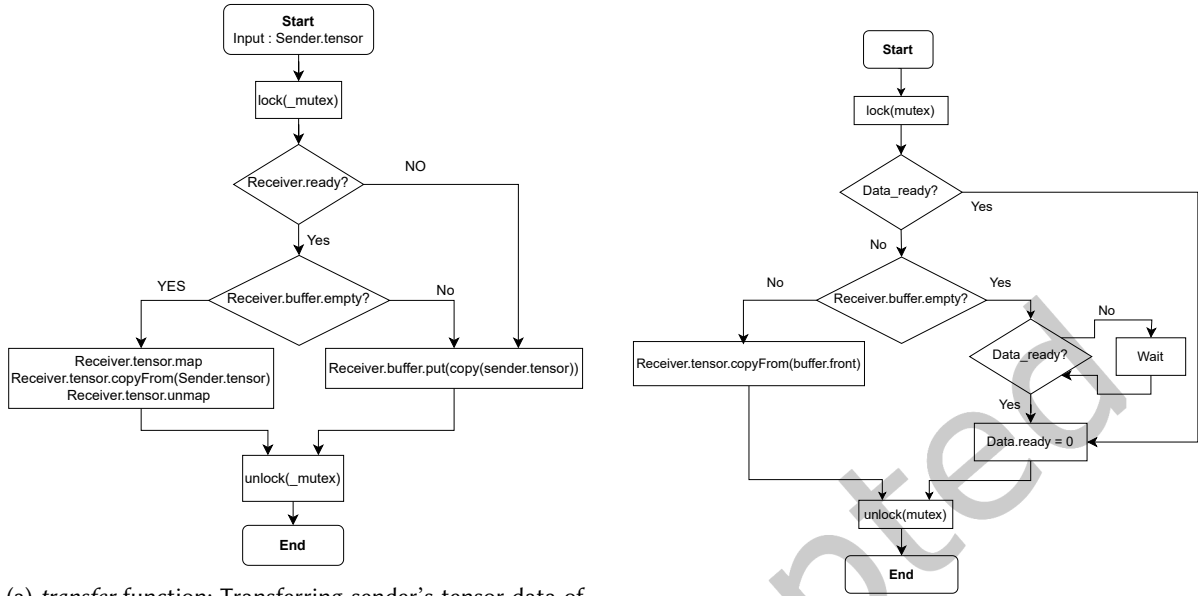 Start
Input : Sender.tensor
lock(_mutex)
Receiver.ready?
NO
Yes
YES
Receiver.buffer.empty?
No
Receiver.tensor.map
Receiver.tensor.copyFrom(Sender.tensor)
Receiver.tensor.unmap
Receiver.buffer.put(copy(sender.tensor))
unlock(_mutex)
End
(a) transfer function: Transferring sender's tensor data of
Start
lock(mutex)
Data_ready?
Yes
No
No
Receiver.buffer.empty?
Yes
No
Receiver.tensor.copyFrom(buffer.front)
Data_ready?
Wait
Yes
Data.ready = 0
unlock(mutex)
End
pted